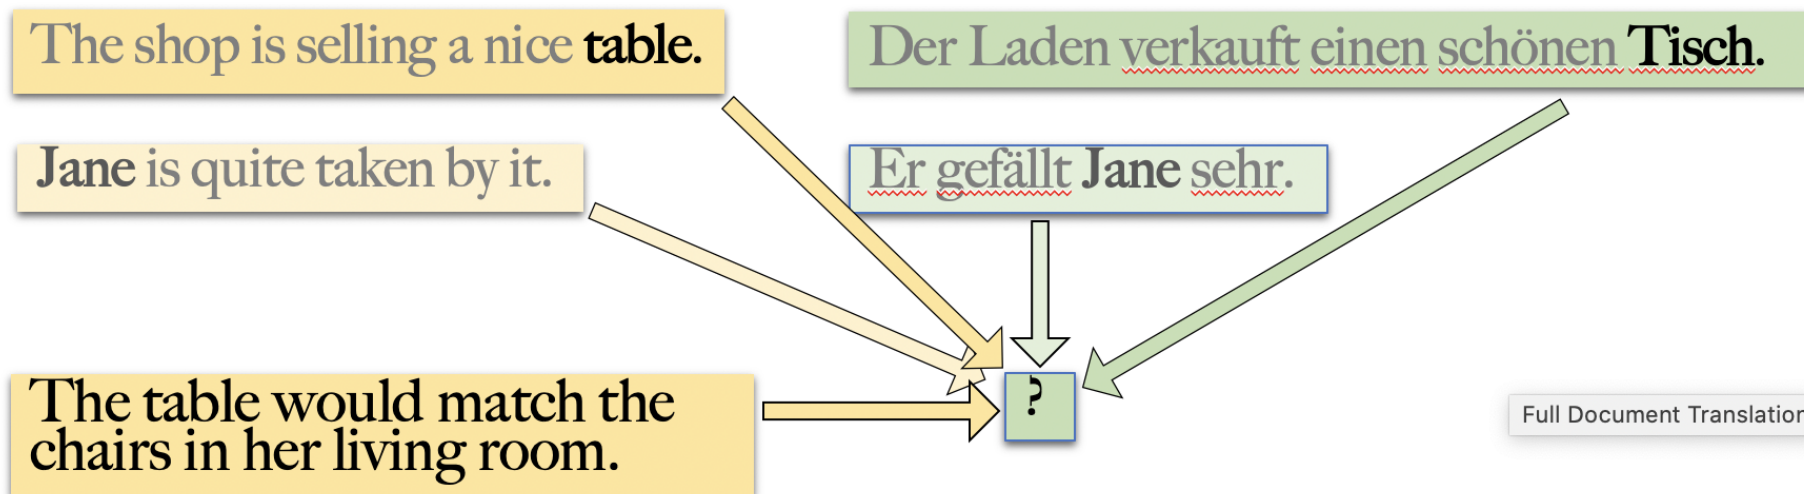 The shop is selling a nice table.
Der Laden verkauft einen schönen Tisch.
Jane is quite taken by it.
Er gefällt Jane sehr.
The table would match the
chairs in her living room.
?
Full Document Translation